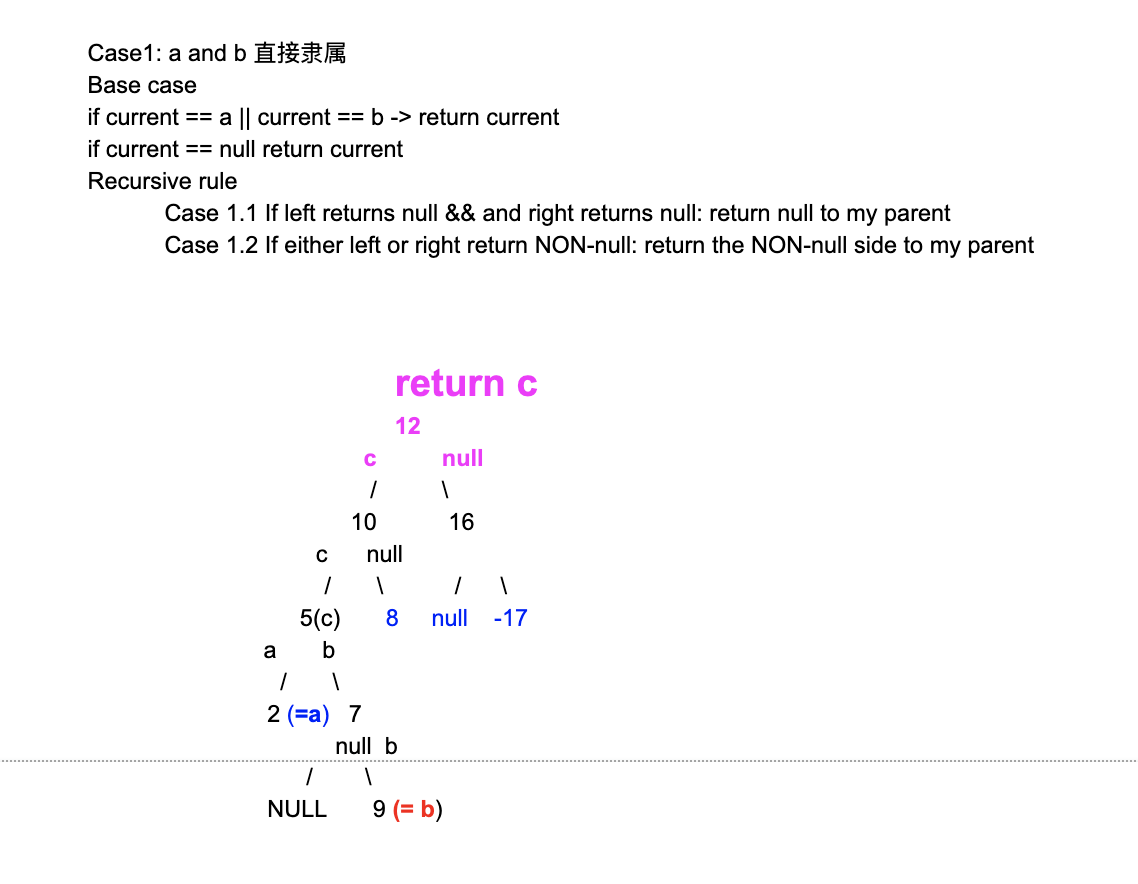 Case1: a and b 直接隶属
Base case
if current == a || current == b -> return current
if current == null return current
Recursive rule
Case 1.1 If left returns null && and right returns null: return null to my parent
Case 1.2 If either left or right return NON-null: return the NON-null side to my parent
return c
12
c null
/ \
10 16
c null
/ \ / \
5(c) 8 null -17
a b
/ \
2 (=a) 7
null b
/ \
NULL 9 (= b)